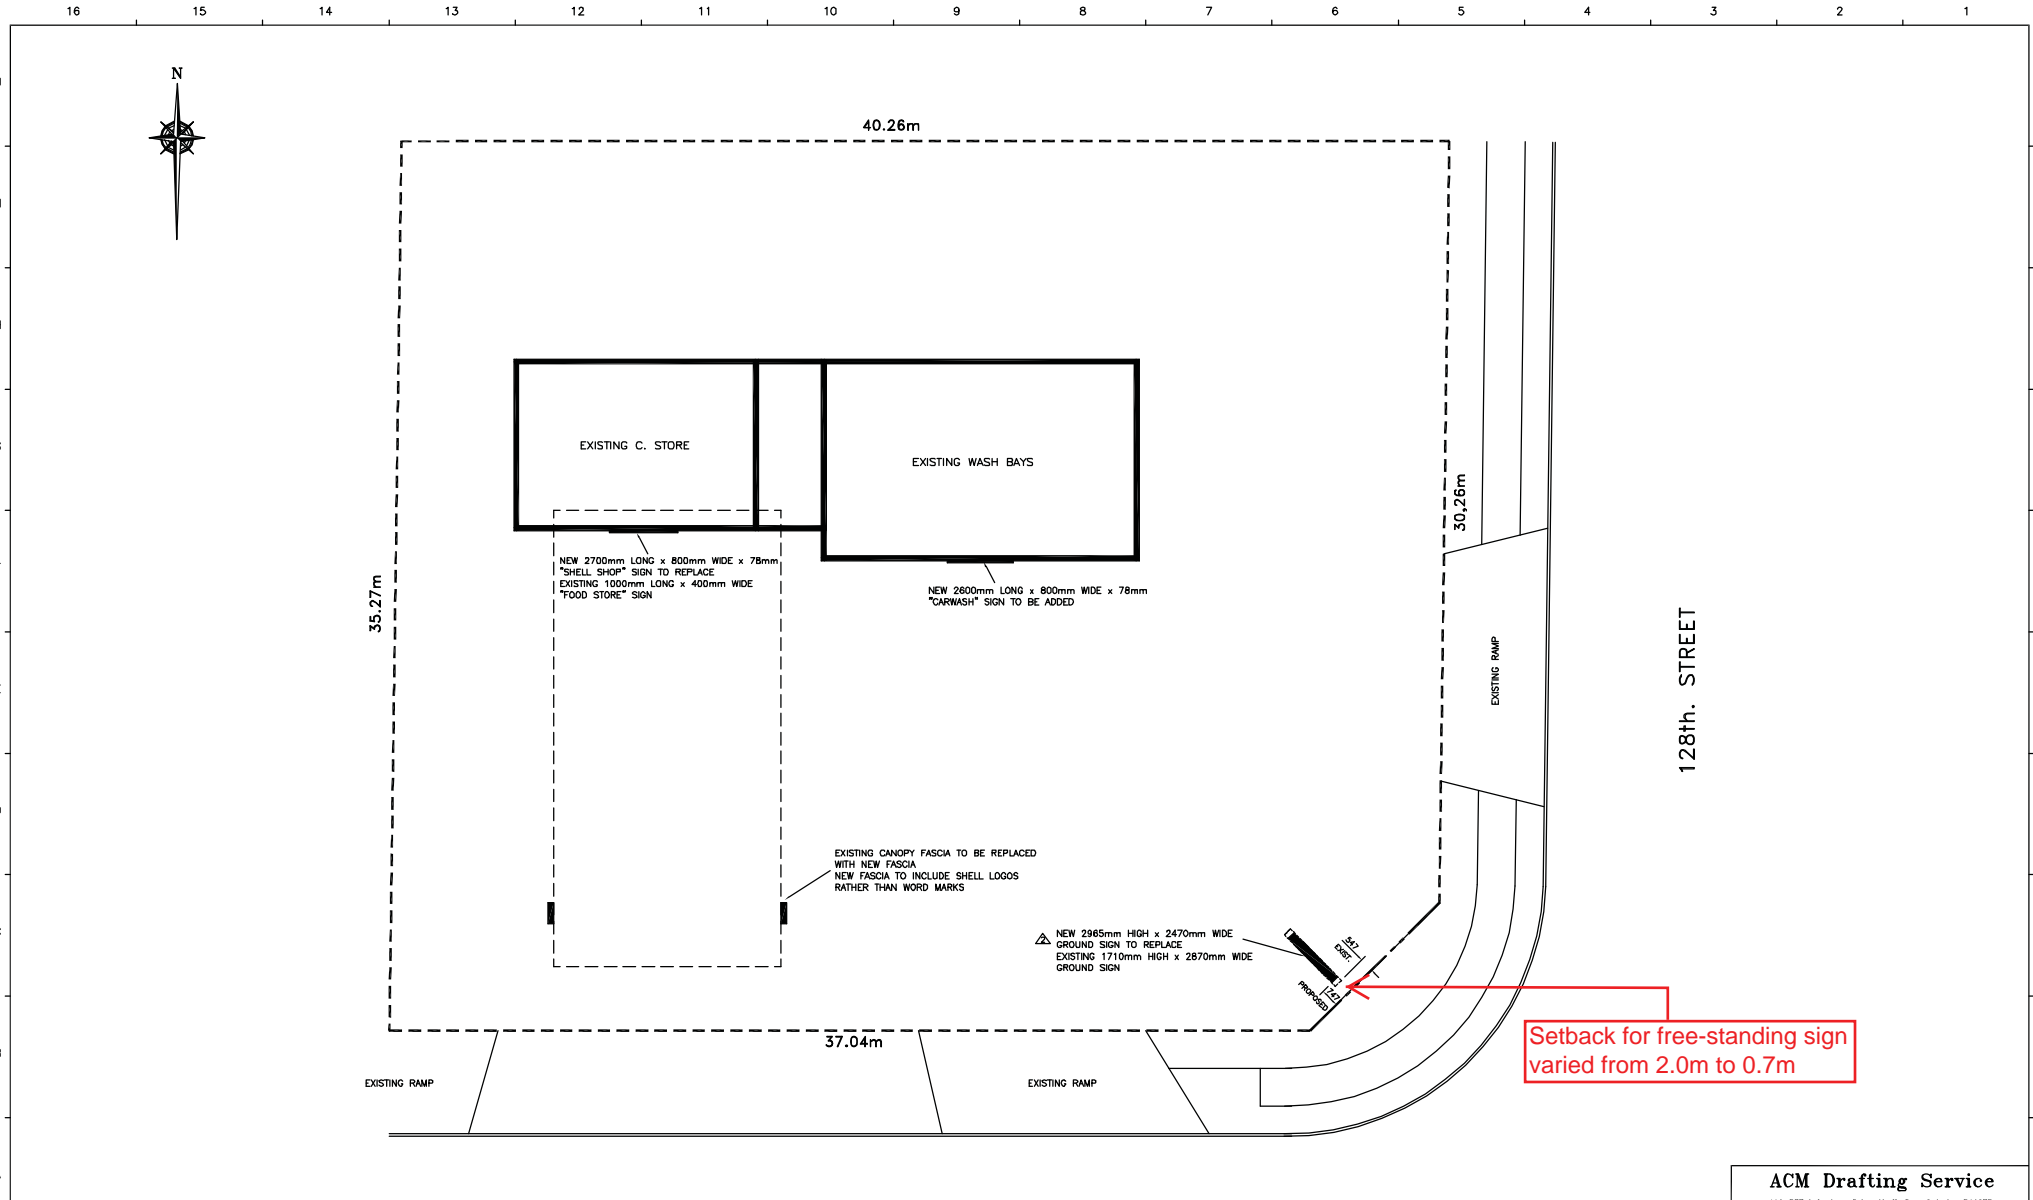 16 15 14 13 12 11 10 9 8 7 6 5 4 3 2 1
N
40.26m
EXISTING C. STORE
EXISTING WASH BAYS
30,26m
35.27m
NEW 2700mm LONG x 800mm WIDE x 78mm
"SHELL SHOP" SIGN TO REPLACE
EXISTING 1000mm LONG x 400mm WIDE
"FOOD STORE" SIGN
NEW 2600mm LONG x 800mm WIDE x 78mm
"CARWASH" SIGN TO BE ADDED
EXISTING RAMP
128th. STREET
EXISTING CANOPY FASCIA TO BE REPLACED
WITH NEW FASCIA
NEW FASCIA TO INCLUDE SHELL LOGOS
RATHER THAN WORD MARKS
2
NEW 2965mm HIGH x 2470mm WIDE
GROUND SIGN TO REPLACE
EXISTING 1710mm HIGH x 2870mm WIDE
GROUND SIGN
547
EXIST.
747
PROPOSED
Setback for free-standing sign
varied from 2.0m to 0.7m
37.04m
EXISTING RAMP
EXISTING RAMP
ACM Drafting Service